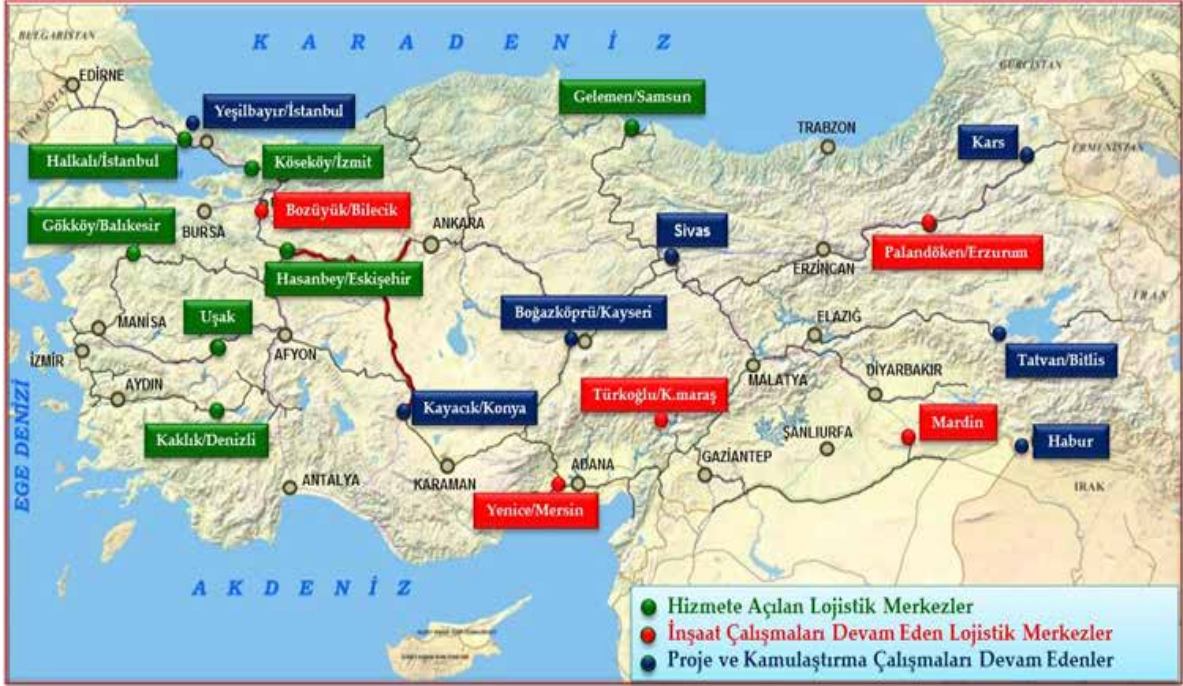 BULGARİSTAN
K A R A D E N İ Z
GÜRCİSTAN
EDİRNE
YUNANİSTAN
Yeşilbayır/İstanbul
Gelemen/Samsun
TRABZON
Kars
ERMENİSTAN
Halkalı/İstanbul
Köseköy/İzmit
Bozüyük/Bilecik
Gökköy/Balıkesir
BURSA
ANKARA
Sivas
Palandöken/Erzurum
ERZİNCAN
Hasanbey/Eşkişehir
İRAN
Uşak
Boğazköprü/Kayseri
MANİSA
ELAZIĞ
AFYON
İZMİR
Tatvan/Bitlis
MALATYA
DİYARBAKIR
AYDIN
Türkoğlu/K.maraş
Kayacık/Konya
Mardin
Kaklık/Denizli
ŞANLIURFA
Habur
EGE DENİZİ
ANTALYA
KARAMAN
ADANA
GAZİANTEP
IRAK
Yenice/Mersin
A K D E N İ Z
Hizmete Açılan Lojistik Merkezler
İnşaat Çalışmaları Devam Eden Lojistik Merkezler
Proje ve Kamulaştırma Çalışmaları Devam Edenler